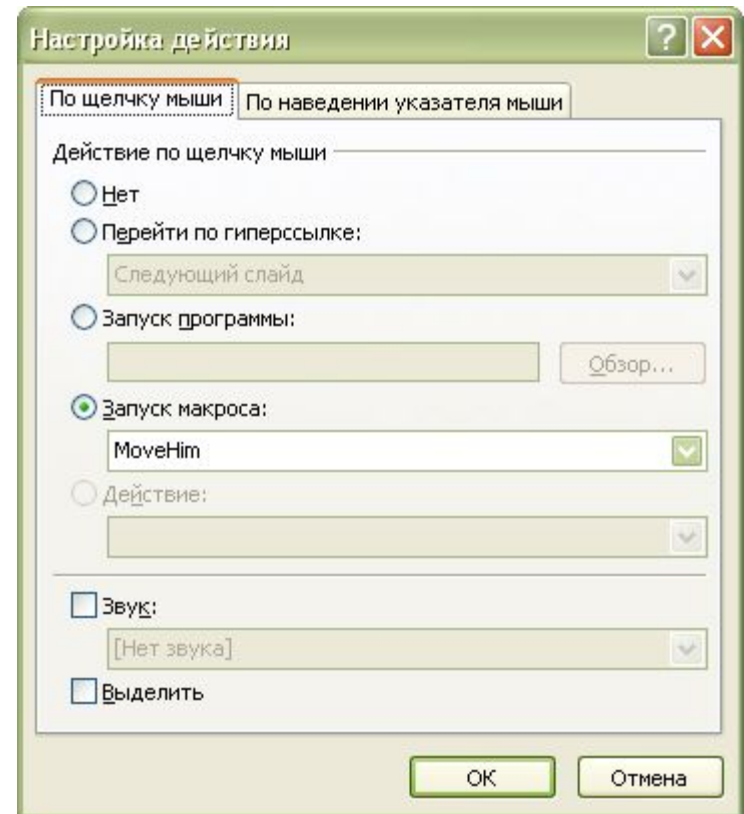 Настройка действия
По щелчку мыши По наведении указателя мыши
Действие по щелчку мыши
Нет
Перейти по гиперссылке:
Следующий слайд
Запуск программы:
Обзор...
Запуск макроса:
MoveHim
Действие:
Звук:
[Нет звука]
Выделить
ОК Отмена